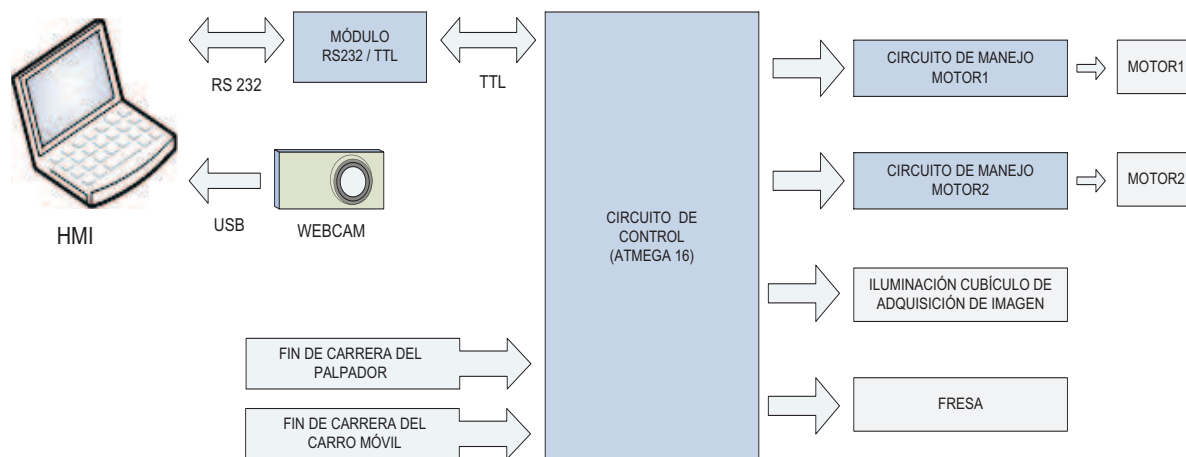 MÓDULO
RS232 / TTL
RS 232
TTL
USB
WEBCAM
HMI
CIRCUITO DE
CONTROL
(ATMEGA 16)
FIN DE CARRERA DEL
PALPADOR
FIN DE CARRERA DEL
CARRO MÓVIL
CIRCUITO DE MANEJO
MOTOR1
MOTOR1
CIRCUITO DE MANEJO
MOTOR2
MOTOR2
ILUMINACIÓN CUBÍCULO DE
ADQUISICIÓN DE IMAGEN
FRESA